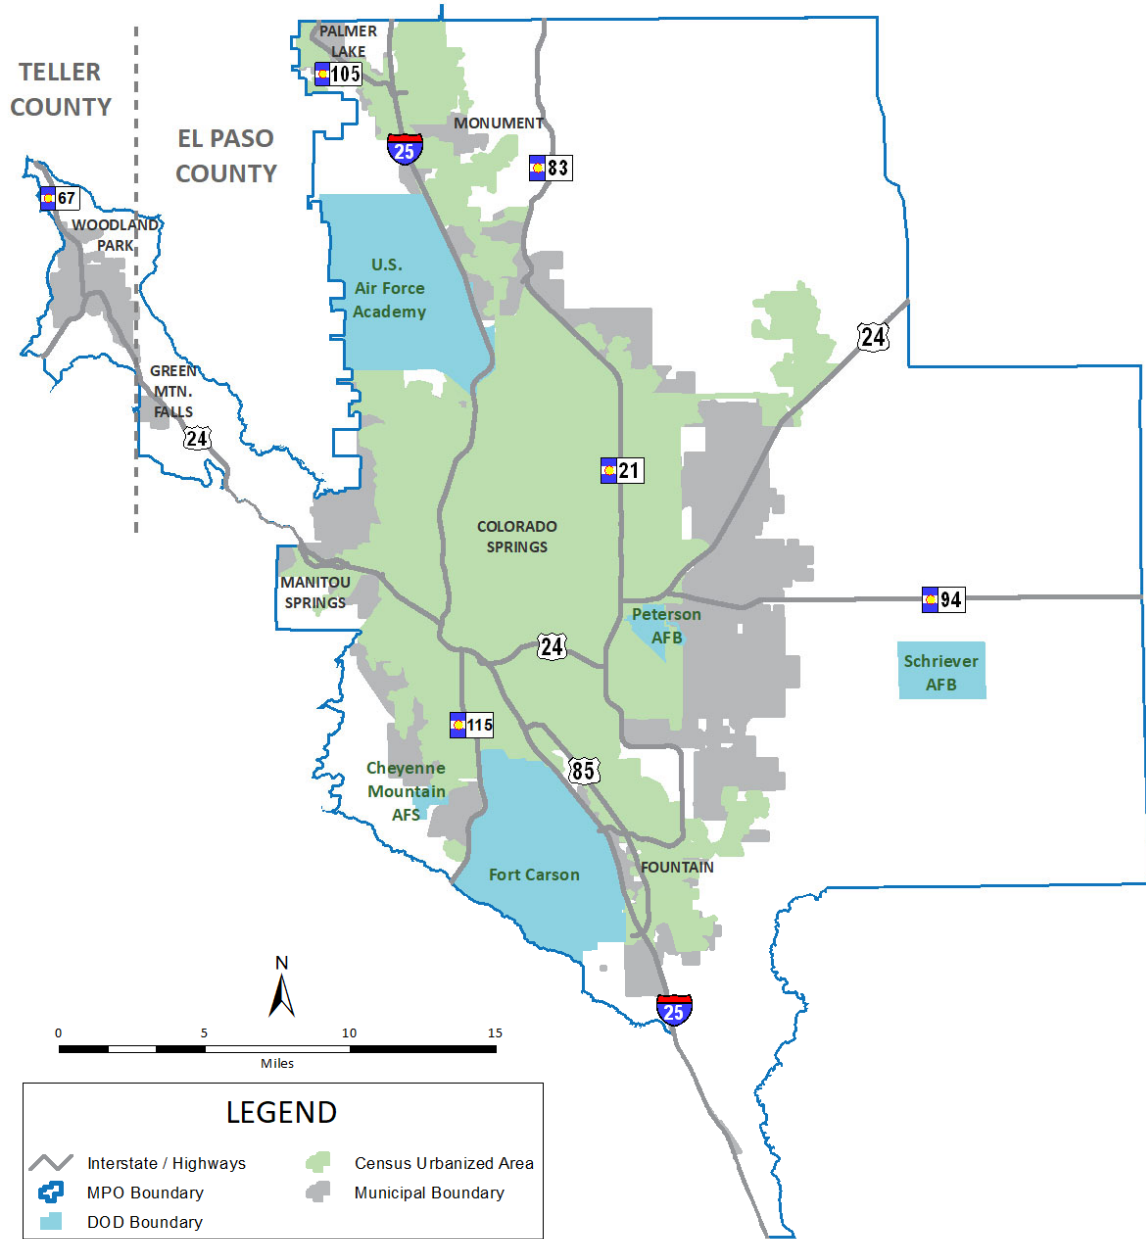 PALMER
LAKE
105
TELLER
COUNTY
EL PASO
COUNTY
MONUMENT
25
83
67
WOODLAND
PARK
U.S.
Air Force
Academy
24
GREEN
MTN.
FALLS
24
21
COLORADO
SPRINGS
MANITOU
SPRINGS
94
Peterson
AFB
24
Schriever
AFB
115
85
Cheyenne
Mountain
AFS
Fort Carson
FOUNTAIN
N
25
0 5 10 15
Miles
LEGEND
Interstate / Highways
MPO Boundary
DOD Boundary
Census Urbanized Area
Municipal Boundary